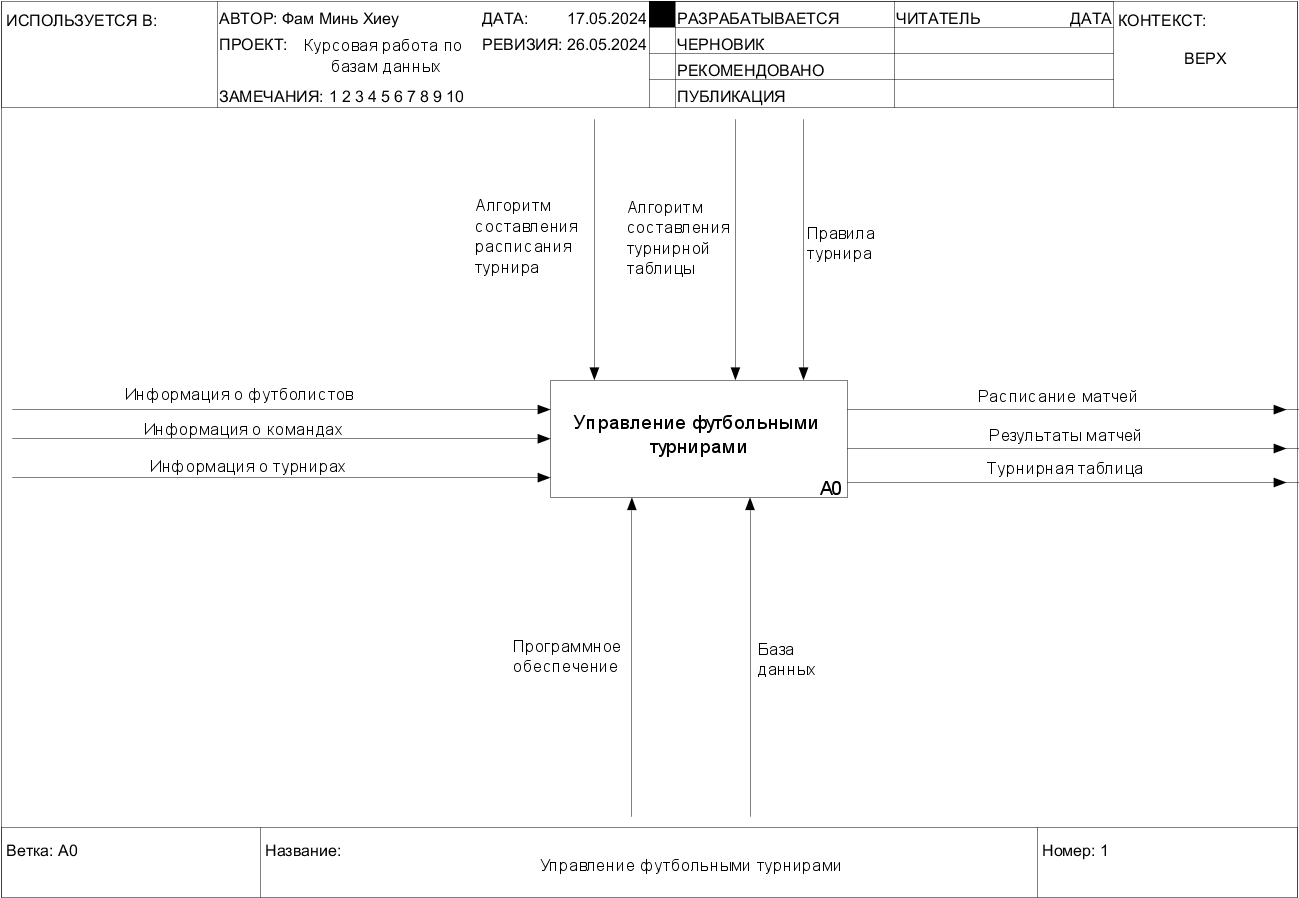 ИСПОЛЬЗУЕТСЯ В:
АВТОР: Фам Минь Хиеу
ДАТА: 17.05.2024
ПРОЕКТ: Курсовая работа по
базам данных
РЕВИЗИЯ: 26.05.2024
ЗАМЕЧАНИЯ: 1 2 3 4 5 6 7 8 9 10
РАЗРАБАТЫВАЕТСЯ
ЧЕРНОВИК
РЕКОМЕНДОВАНО
ПУБЛИКАЦИЯ
ЧИТАТЕЛЬ ДАТА
КОНТЕКСТ:
ВЕРХ
Алгоритм
составления
расписания
турнира
Алгоритм
составления
турнирной
таблицы
Правила
турнира
Информация о футболистов
Информация о командах
Информация о турнирах
Управление футбольными
турнирами
A0
Расписание матчей
Результаты матчей
Турнирная таблица
Программное
обеспечение
База
данных
Ветка: A0
Название:
Управление футбольными турнирами
Номер: 1